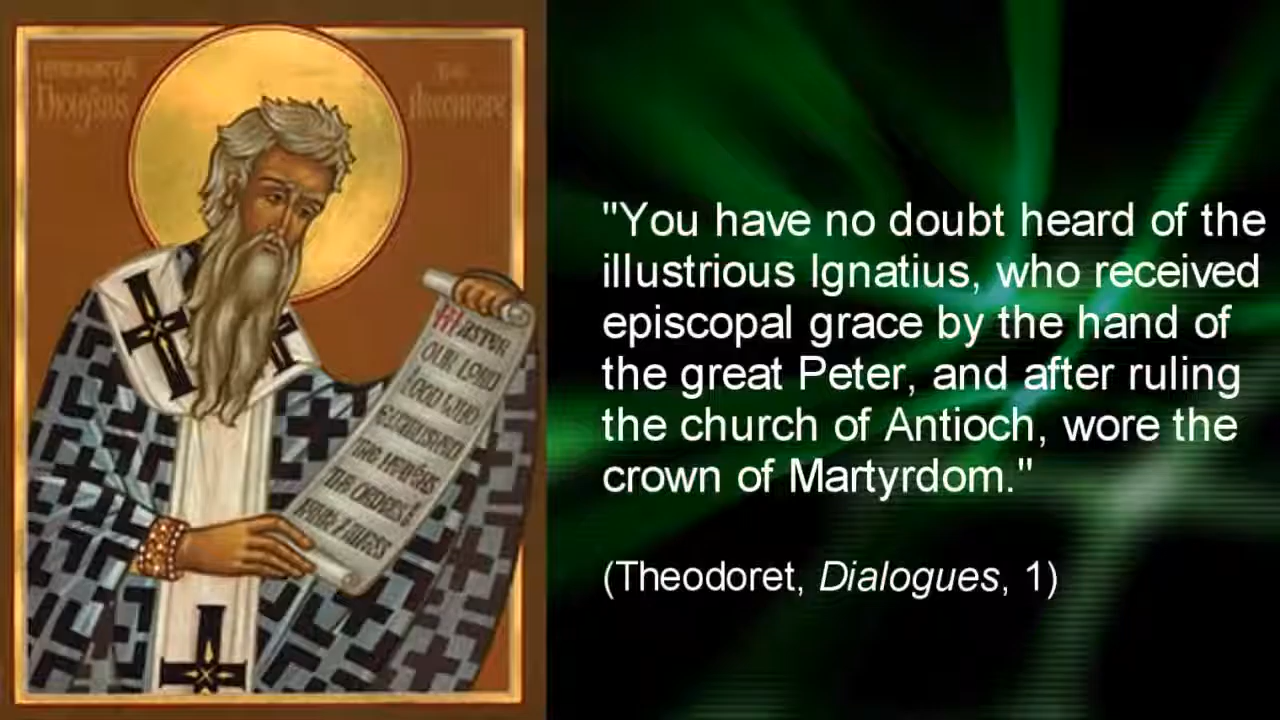 Dionysius
"You have no doubt heard of the
illustrious Ignatius, who received
episcopal grace by the hand of
the great Peter, and after ruling
the church of Antioch, wore the
crown of Martyrdom."
(Theodoret, Dialogues, 1)
Master
our Lord
& God who
established
the heavens
the orders